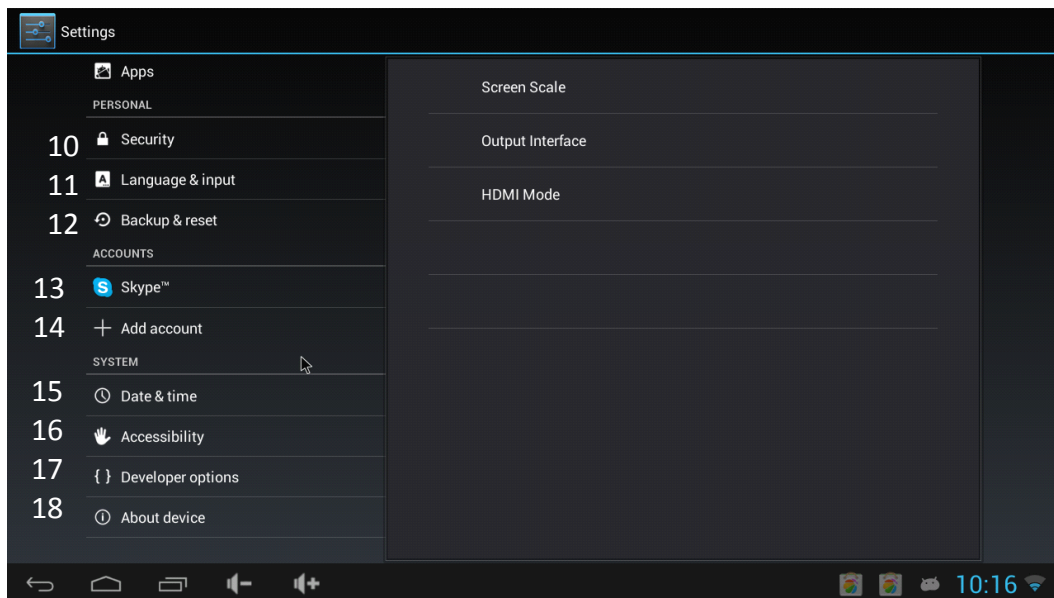 Settings
Apps
PERSONAL
10 Security
11 Language & input
12 Backup & reset
ACCOUNTS
13 Skype™
14 Add account
SYSTEM
15 Date & time
16 Accessibility
17 { } Developer options
18 About device
Screen Scale
Output Interface
HDMI Mode
10:16